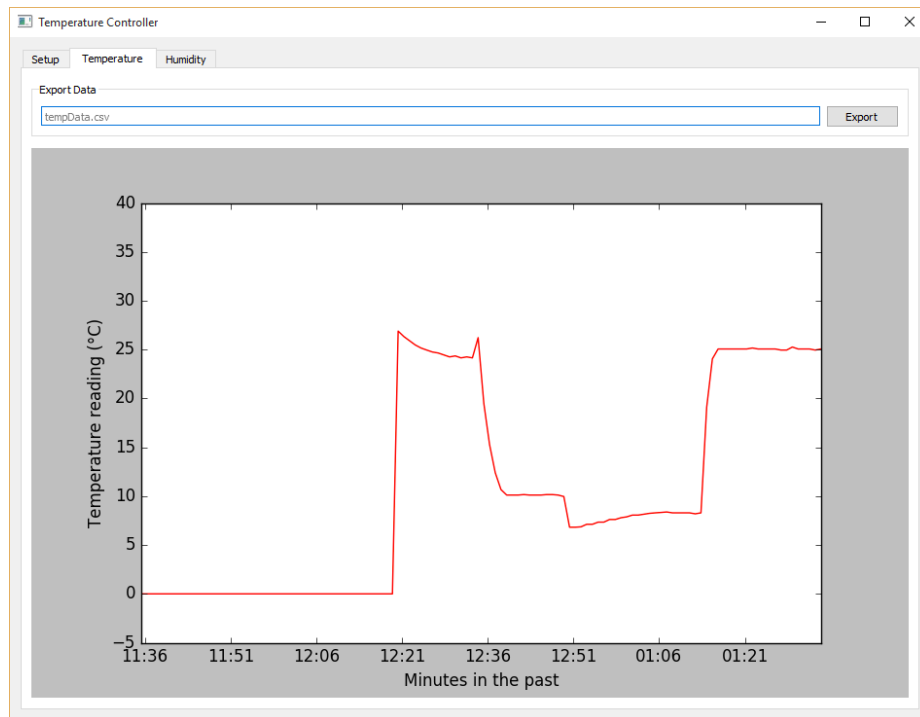 Temperature Controller
Setup Temperature Humidity
Export Data
tempData.csv Export
40
35
30
25
20
15
10
5
0
−5
Temperature reading (°C)
11:36 11:51 12:06 12:21 12:36 12:51 01:06 01:21
Minutes in the past